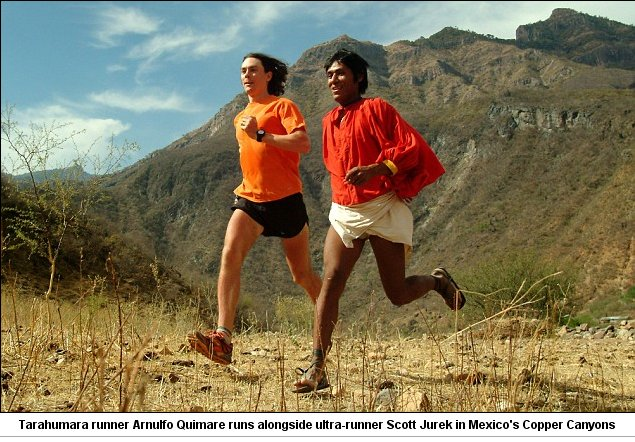 Tarahumara runner Arnulfo Quimare runs alongside ultra-runner Scott Jurek in Mexico's Copper Canyons